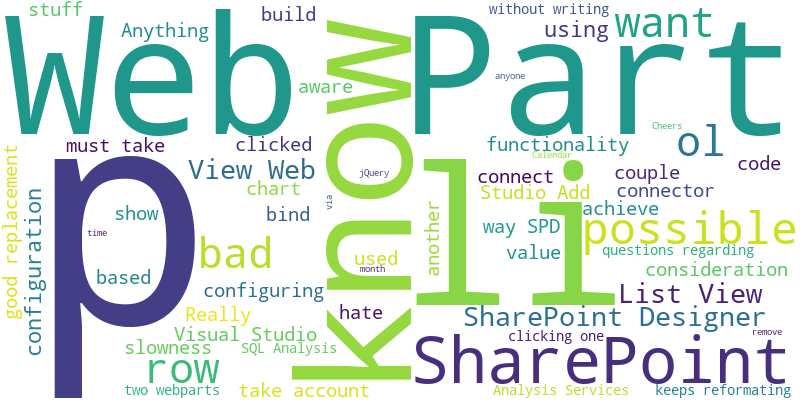 stuff
build
without writing
Anything
using
want
Web
Part
know
aware
anyone
Cheers
must take
clicked
functionality
ol
View Web
jQuery
Calendar
code
connect
couple
p
li
chart
Studio Add
connector
good replacement
configuration
show
bind
via
another
achieve
time
way SPD
possible
bad
used
value
questions regarding
based
month
consideration
configuring
List View
Really
hate
SharePoint Designer
Visual Studio
clicking one
remove
slowness
SQL Analysis
SharePoint
row
two webparts
take account
Analysis Services
keeps reformating